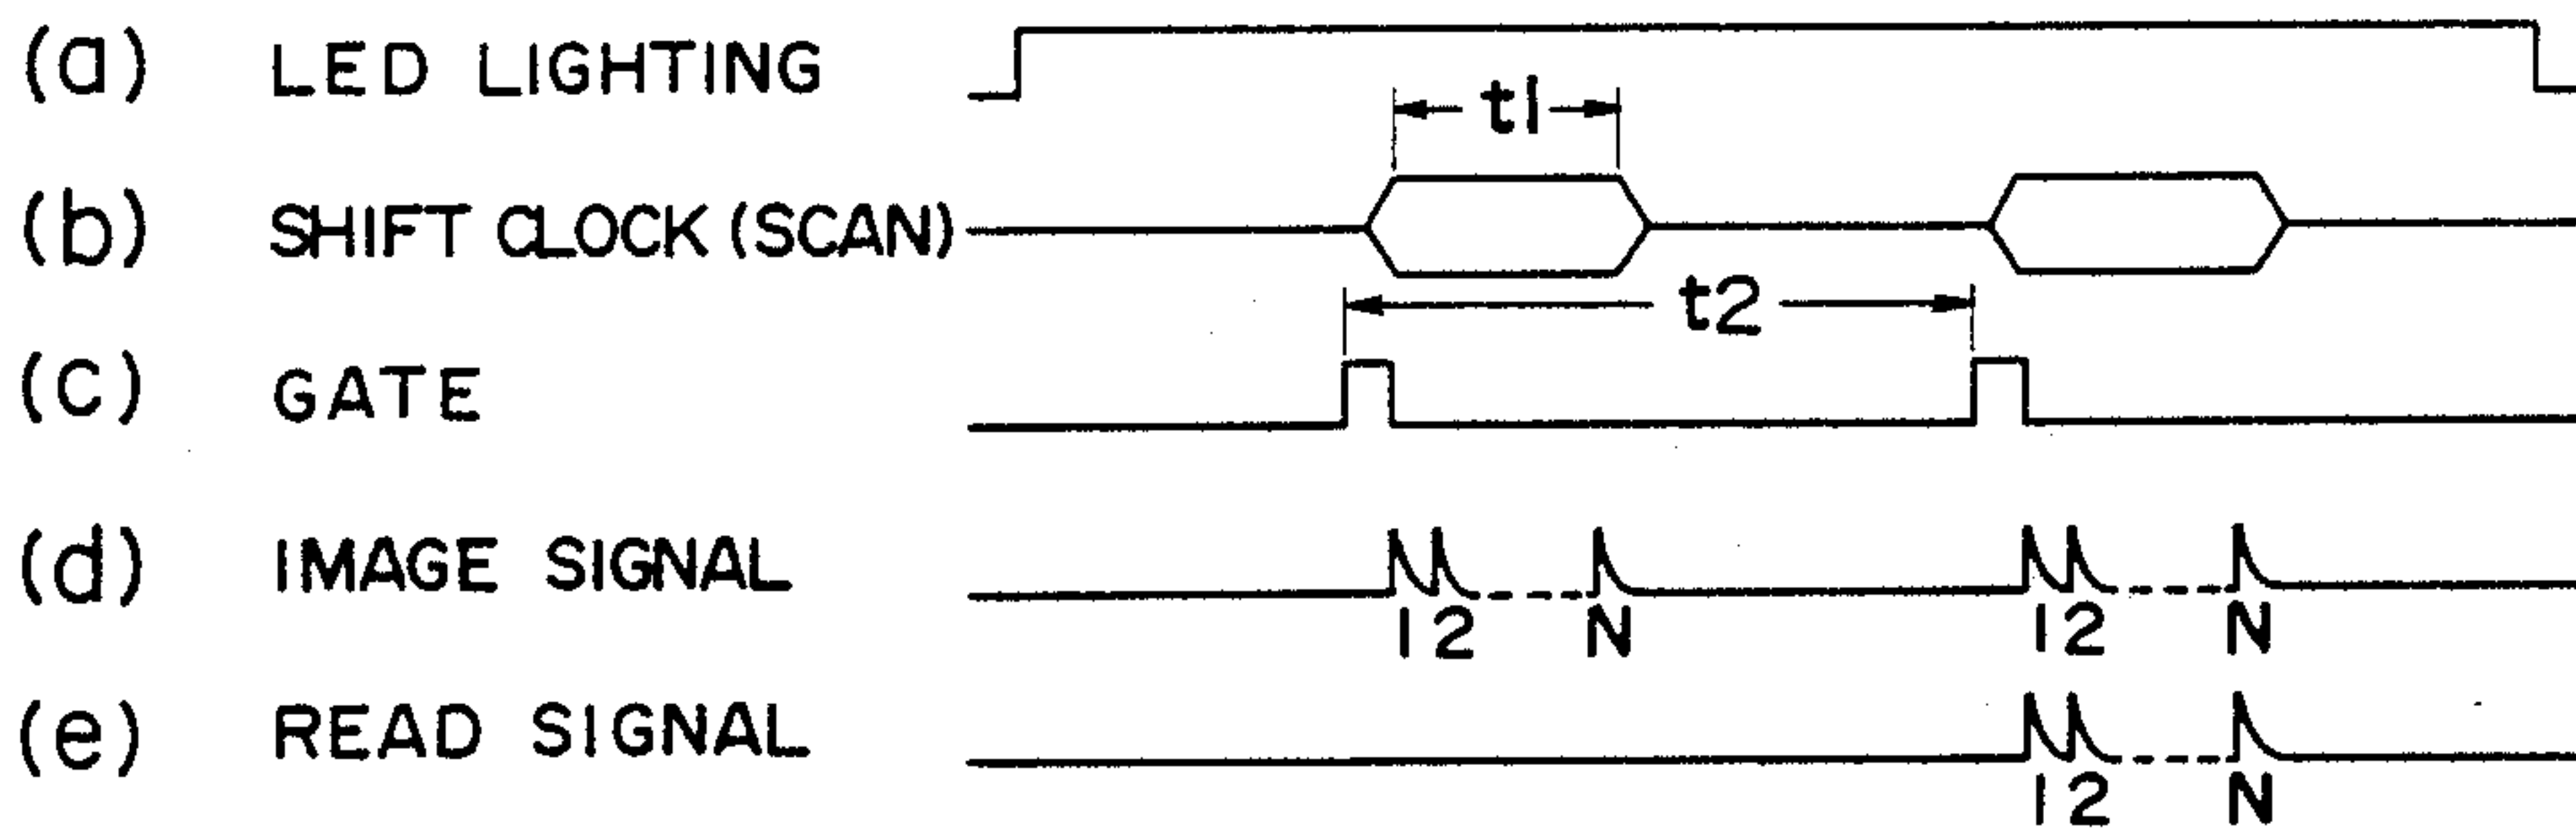 (a) LED LIGHTING
t1
(b) SHIFT CLOCK (SCAN)
t2
(c) GATE
(d) IMAGE SIGNAL
1 2 N 1 2 N
(e) READ SIGNAL
1 2 N